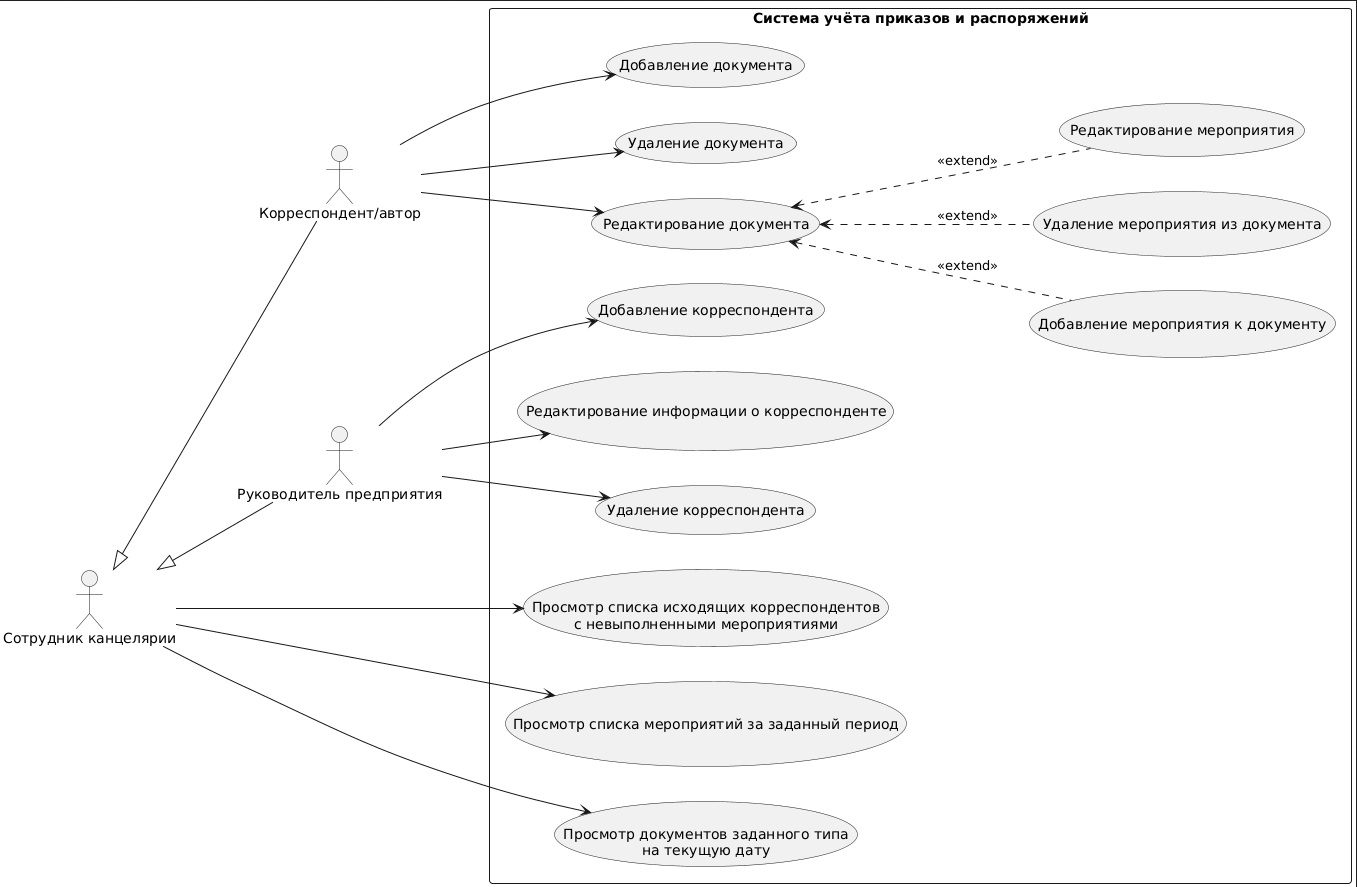 Система учёта приказов и распоряжений
Добавление документа
Удаление документа
Редактирование документа
«extend»
«extend»
«extend»
Редактирование мероприятия
Удаление мероприятия из документа
Добавление мероприятия к документу
Корреспондент/автор
Добавление корреспондента
Редактирование информации о корреспонденте
Удаление корреспондента
Руководитель предприятия
Просмотр списка исходящих корреспондентов
с невыполненными мероприятиями
Сотрудник канцелярии
Просмотр списка мероприятий за заданный период
Просмотр документов заданного типа
на текущую дату